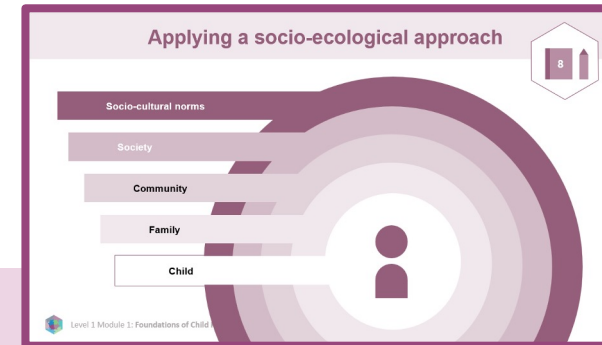 Applying a socio-ecological approach
8
Socio-cultural norms
Society
Community
Family
Child
Level 1 Module 1: Foundations of Child